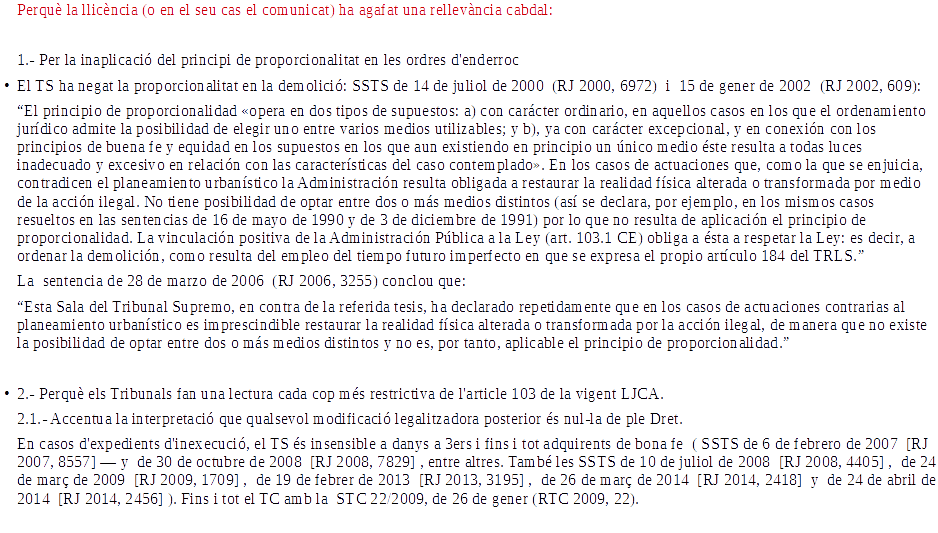 Perquè la llicència (o en el seu cas el comunicat) ha agafat una rellevància cabdal:
1.- Per la inaplicació del principi de proporcionalitat en les ordres d'enderroc
• El TS ha negat la proporcionalitat en la demolició: SSTS de 14 de juliol de 2000 (RJ 2000, 6972) i 15 de gener de 2002 (RJ 2002, 609):
“El principio de proporcionalidad «opera en dos tipos de supuestos: a) con carácter ordinario, en aquellos casos en los que el ordenamiento
jurídico admite la posibilidad de elegir uno entre varios medios utilizables; y b), ya con carácter excepcional, y en conexión con los
principios de buena fe y equidad en los supuestos en los que aun existiendo en principio un único medio éste resulta a todas luces
inadecuado y excesivo en relación con las características del caso contemplado». En los casos de actuaciones que, como la que se enjuicia,
contradicen el planeamiento urbanístico la Administración resulta obligada a restaurar la realidad física alterada o transformada por medio
de la acción ilegal. No tiene posibilidad de optar entre dos o más medios distintos (así se declara, por ejemplo, en los mismos casos
resueltos en las sentencias de 16 de mayo de 1990 y de 3 de diciembre de 1991) por lo que no resulta de aplicación el principio de
proporcionalidad. La vinculación positiva de la Administración Pública a la Ley (art. 103.1 CE) obliga a ésta a respetar la Ley: es decir, a
ordenar la demolición, como resulta del empleo del tiempo futuro imperfecto en que se expresa el propio artículo 184 del TRLS.”
La sentencia de 28 de marzo de 2006 (RJ 2006, 3255) conclou que:
“Esta Sala del Tribunal Supremo, en contra de la referida tesis, ha declarado repetidamente que en los casos de actuaciones contrarias al
planeamiento urbanístico es imprescindible restaurar la realidad física alterada o transformada por la acción ilegal, de manera que no existe
la posibilidad de optar entre dos o más medios distintos y no es, por tanto, aplicable el principio de proporcionalidad.”
• 2.- Perquè els Tribunals fan una lectura cada cop més restrictiva de l'article 103 de la vigent LJCA.
2.1.- Accentua la interpretació que qualsevol modificació legalitzadora posterior és nul·la de ple Dret.
En casos d'expedients d'inexecució, el TS és insensible a danys a 3ers i fins i tot adquirents de bona fe ( SSTS de 6 de febrero de 2007 [RJ
2007, 8557] — y de 30 de octubre de 2008 [RJ 2008, 7829] , entre altres. També les SSTS de 10 de juliol de 2008 [RJ 2008, 4405] , de 24
de març de 2009 [RJ 2009, 1709] , de 19 de febrer de 2013 [RJ 2013, 3195] , de 26 de març de 2014 [RJ 2014, 2418] y de 24 de abril de
2014 [RJ 2014, 2456] ). Fins i tot el TC amb la STC 22/2009, de 26 de gener (RTC 2009, 22).